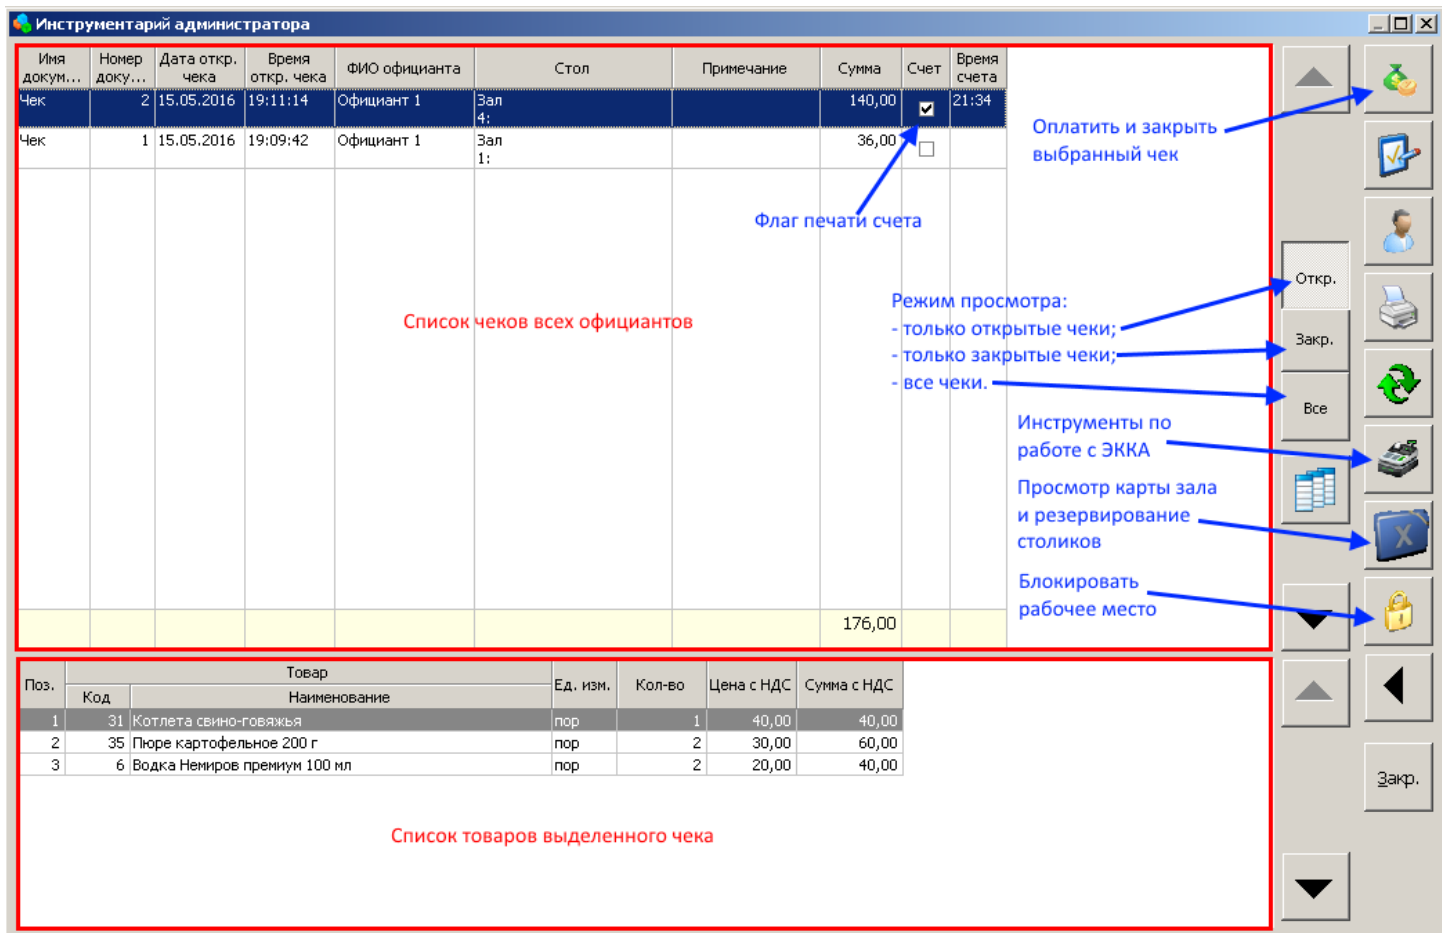 Инструментарий администратора
Имя докум... Номер доку... Дата откр. чека Время откр. чека ФИО официанта Стол Примечание Сумма Счет Время счета
Чек 2 15.05.2016 19:11:14 Официант 1 Зал 4: 140,00 21:34
Чек 1 15.05.2016 19:09:42 Официант 1 Зал 1: 36,00
Оплатить и закрыть
выбранный чек
Флаг печати счета
Список чеков всех официантов
Режим просмотра:
- только открытые чеки;
- только закрытые чеки;
- все чеки.
Откр.
Закр.
Все
Инструменты по
работе с ЭККА
Просмотр карты зала
и резервирование
столиков
X
Блокировать
рабочее место
176,00
Поз. Товар Ед. изм. Кол-во Цена с НДС Сумма с НДС
Код Наименование
1 31 Котлета свино-говяжья пор 1 40,00 40,00
2 35 Пюре картофельное 200 г пор 2 30,00 60,00
3 6 Водка Немиров премиум 100 мл пор 2 20,00 40,00
Закр.
Список товаров выделенного чека